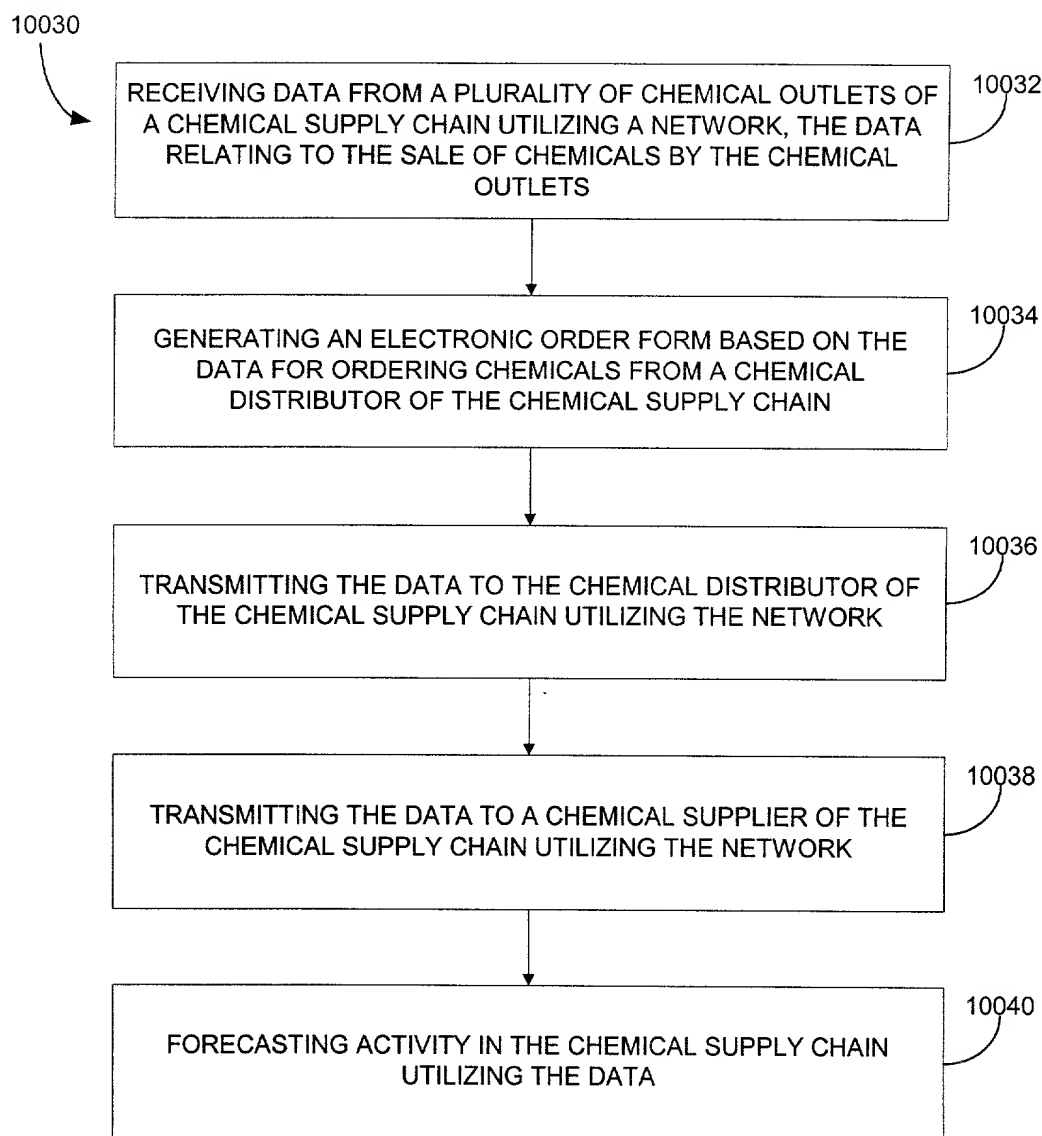 10030
RECEIVING DATA FROM A PLURALITY OF CHEMICAL OUTLETS OF
A CHEMICAL SUPPLY CHAIN UTILIZING A NETWORK, THE DATA
RELATING TO THE SALE OF CHEMICALS BY THE CHEMICAL
OUTLETS
10032
GENERATING AN ELECTRONIC ORDER FORM BASED ON THE
DATA FOR ORDERING CHEMICALS FROM A CHEMICAL
DISTRIBUTOR OF THE CHEMICAL SUPPLY CHAIN
10034
TRANSMITTING THE DATA TO THE CHEMICAL DISTRIBUTOR OF
THE CHEMICAL SUPPLY CHAIN UTILIZING THE NETWORK
10036
TRANSMITTING THE DATA TO A CHEMICAL SUPPLIER OF THE
CHEMICAL SUPPLY CHAIN UTILIZING THE NETWORK
10038
FORECASTING ACTIVITY IN THE CHEMICAL SUPPLY CHAIN
UTILIZING THE DATA
10040